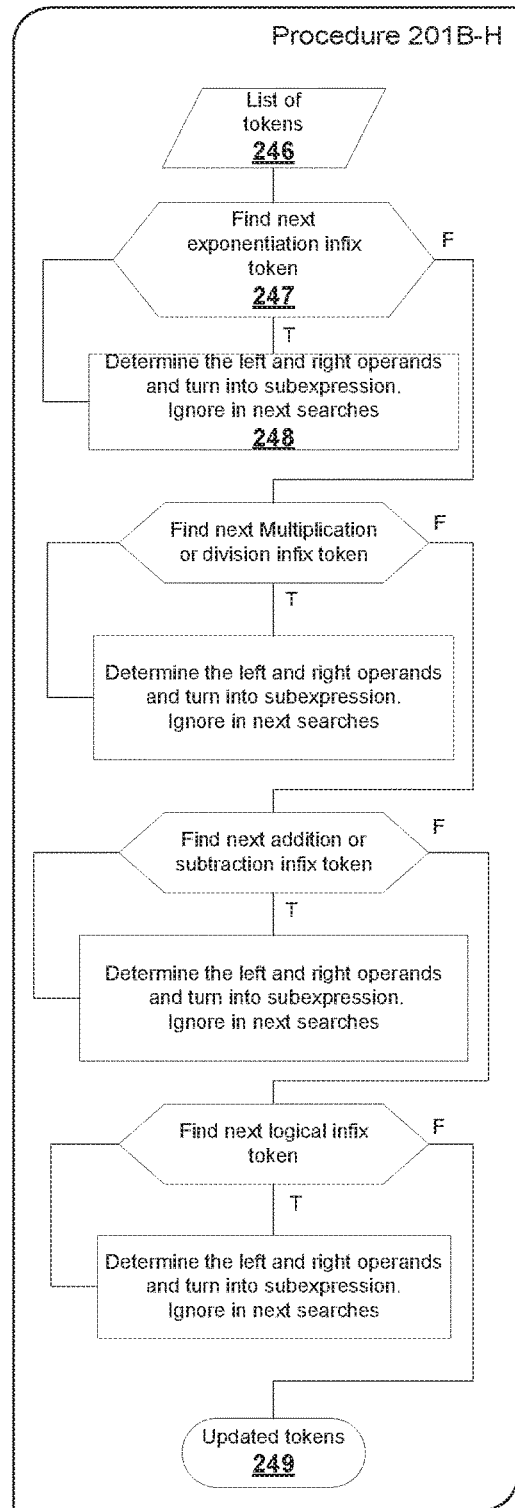 Procedure 201B-H
List of
tokens
246
Find next
exponentiation infix
token
247
F
T
Determine the left and right operands
and turn into subexpression.
Ignore in next searches
248
Find next Multiplication
or division infix token
F
T
Determine the left and right operands
and turn into subexpression.
Ignore in next searches
Find next addition or
subtraction infix token
F
T
Determine the left and right operands
and turn into subexpression.
Ignore in next searches
Find next logical infix
token
F
T
Determine the left and right operands
and turn into subexpression.
Ignore in next searches
Updated tokens
249